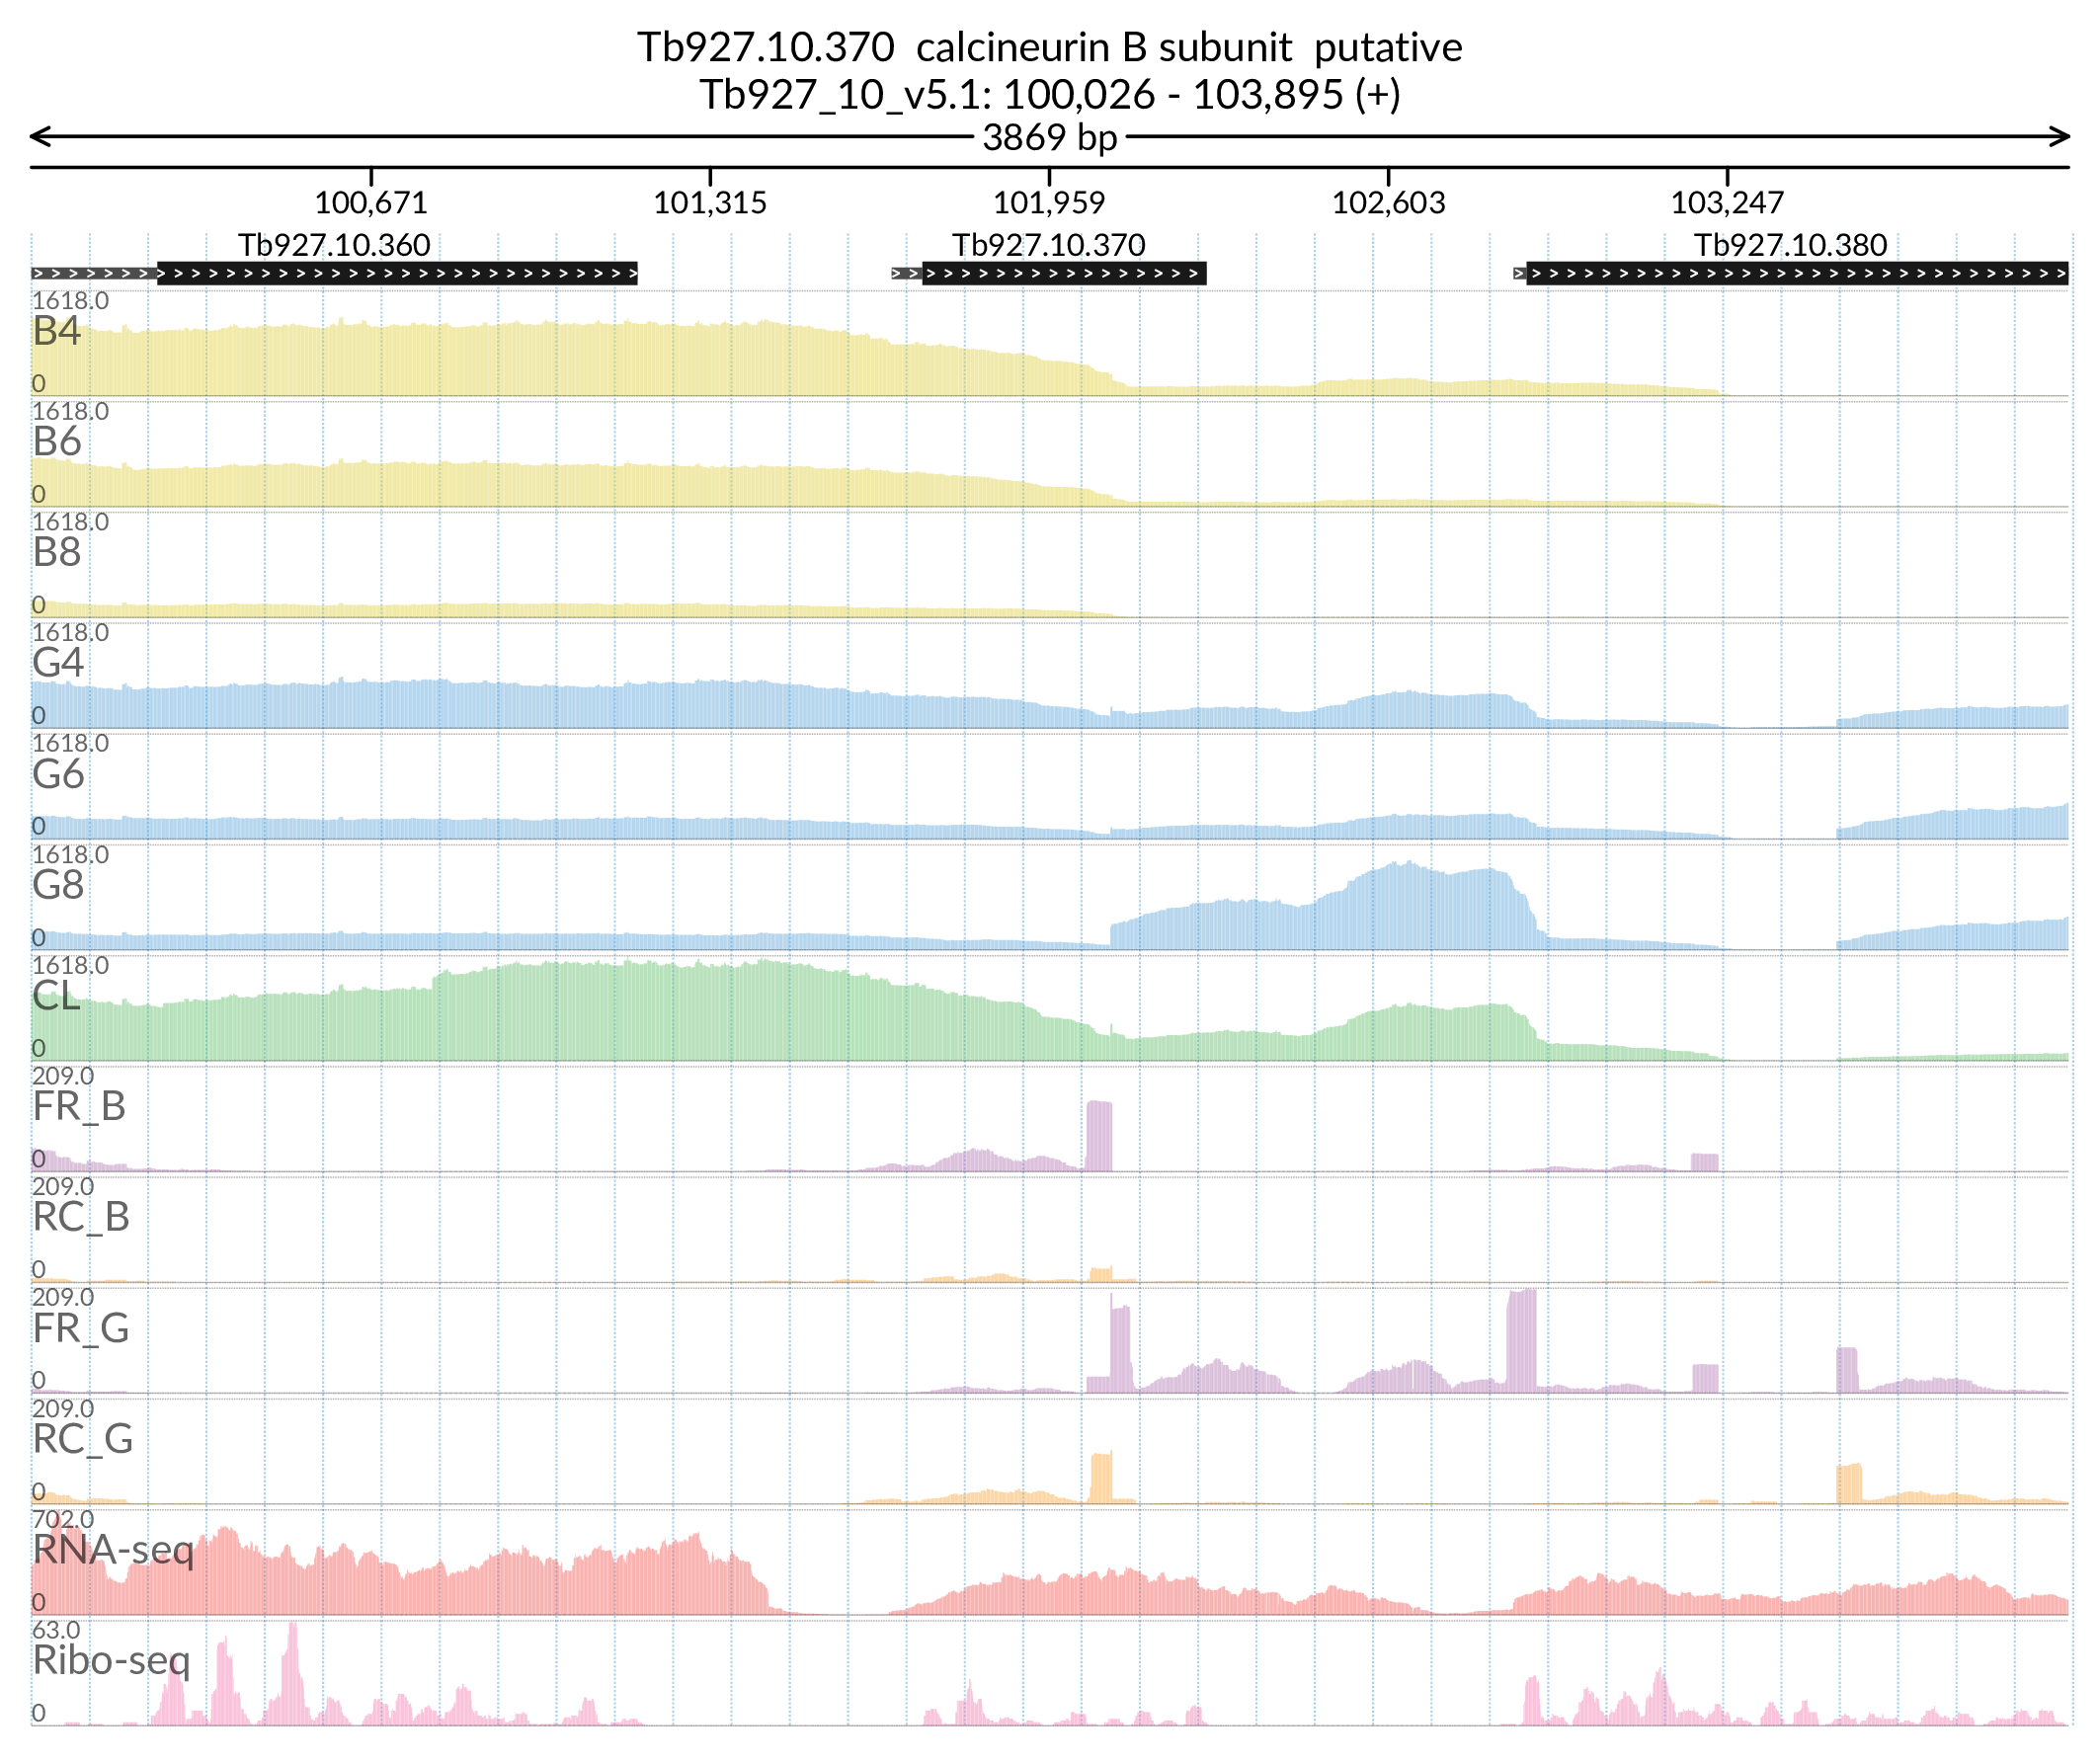 Tb927.10.370  calcineurin B subunit  putative
Tb927_10_v5.1: 100,026 - 103,895 (+)
3869 bp
100,671 101,315 101,959 102,603 103,247
Tb927.10.360 Tb927.10.370 Tb927.10.380
1618.0
B4
0
1618.0
B6
0
1618.0
B8
0
1618.0
G4
0
1618.0
G6
0
1618.0
G8
0
1618.0
CL
0
209.0
FR_B
0
209.0
RC_B
0
209.0
FR_G
0
209.0
RC_G
0
702.0
RNA-seq
0
63.0
Ribo-seq
0